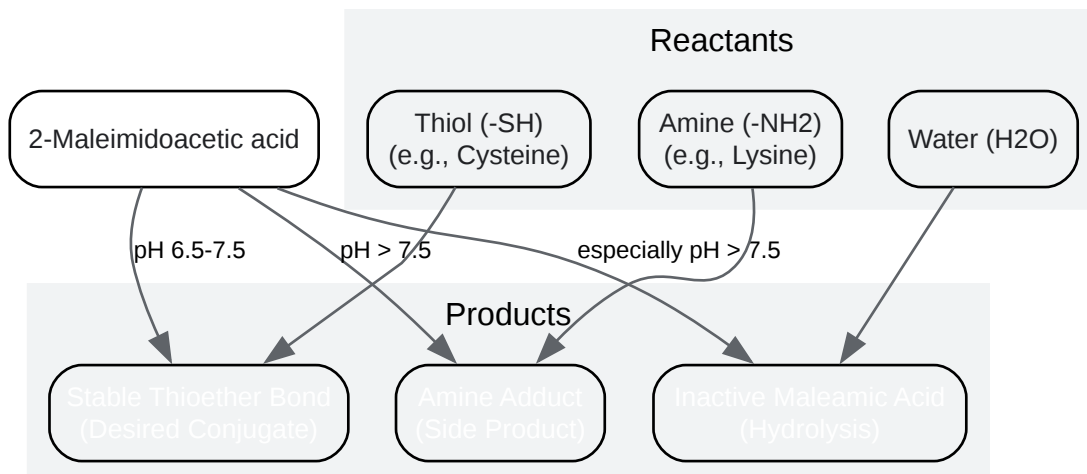 Reactants
2-Maleimidoacetic acid
Thiol (-SH)
(e.g., Cysteine)
Amine (-NH2)
(e.g., Lysine)
Water (H2O)
pH 6.5-7.5
pH > 7.5
especially pH > 7.5
Products
Stable Thioether Bond
(Desired Conjugate)
Amine Adduct
(Side Product)
Inactive Maleamic Acid
(Hydrolysis)